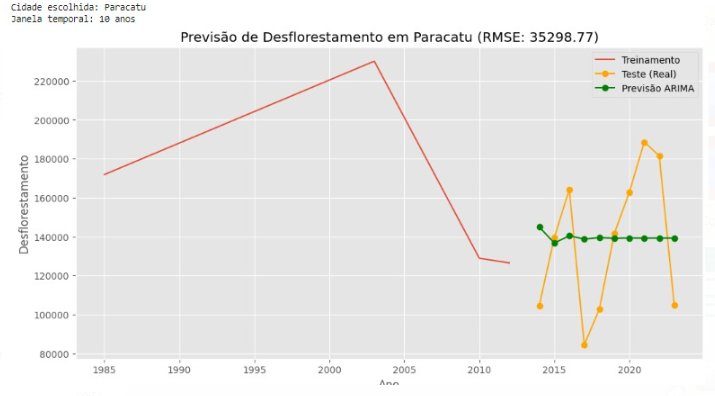 Cidade escolhida: Paracatu
Janela temporal: 10 anos
Previsão de Desflorestamento em Paracatu (RMSE: 35298.77)
Treinamento
Teste (Real)
Previsão ARIMA
Desflorestamento
220000
200000
180000
160000
140000
120000
100000
80000
1985 1990 1995 2000 2005 2010 2015 2020
Ano